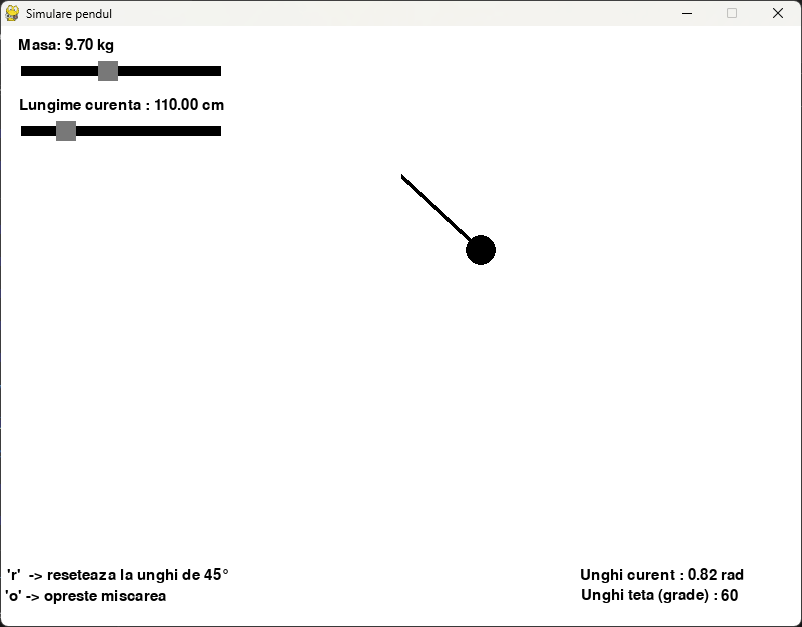 Simulare pendul
Masa: 9.70 kg
Lungime curenta : 110.00 cm
'r' -> reseteaza la unghi de 45°
'o' -> opreste miscarea
Unghi curent : 0.82 rad
Unghi teta (grade) : 60